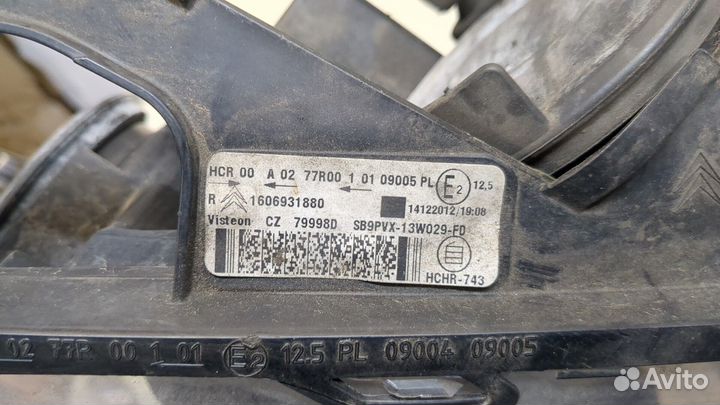 HCR 00 A 02 77R00 1 01 09005 PL E2 12,5
R 1606931880 14122012/19:08
Visteon CZ 79998D SB9PVX-13W029-FD
HCHR-743
02 77R 00 1 01 E2 12.5 PL 09004 09005
Avito